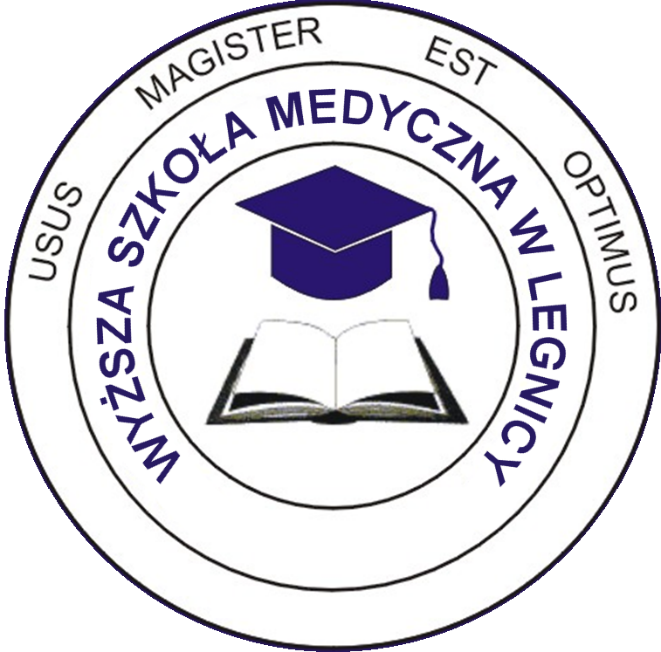 USUS MAGISTER EST OPTIMUS
WYŻSZA SZKOŁA MEDYCZNA W LEGNICY